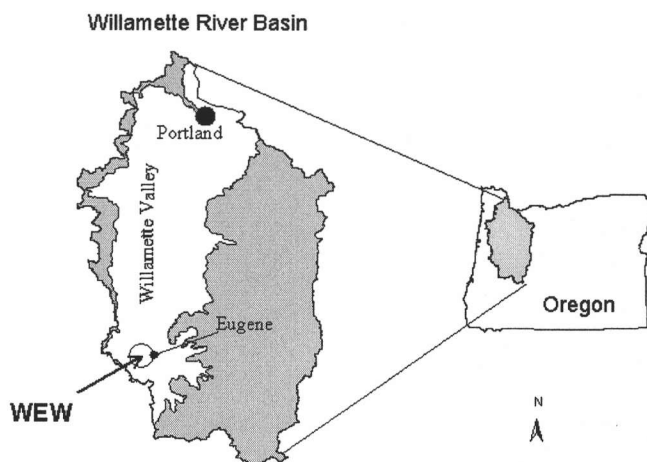 Willamette River Basin
Portland
Willamette Valley
Eugene
WEW
Oregon
N